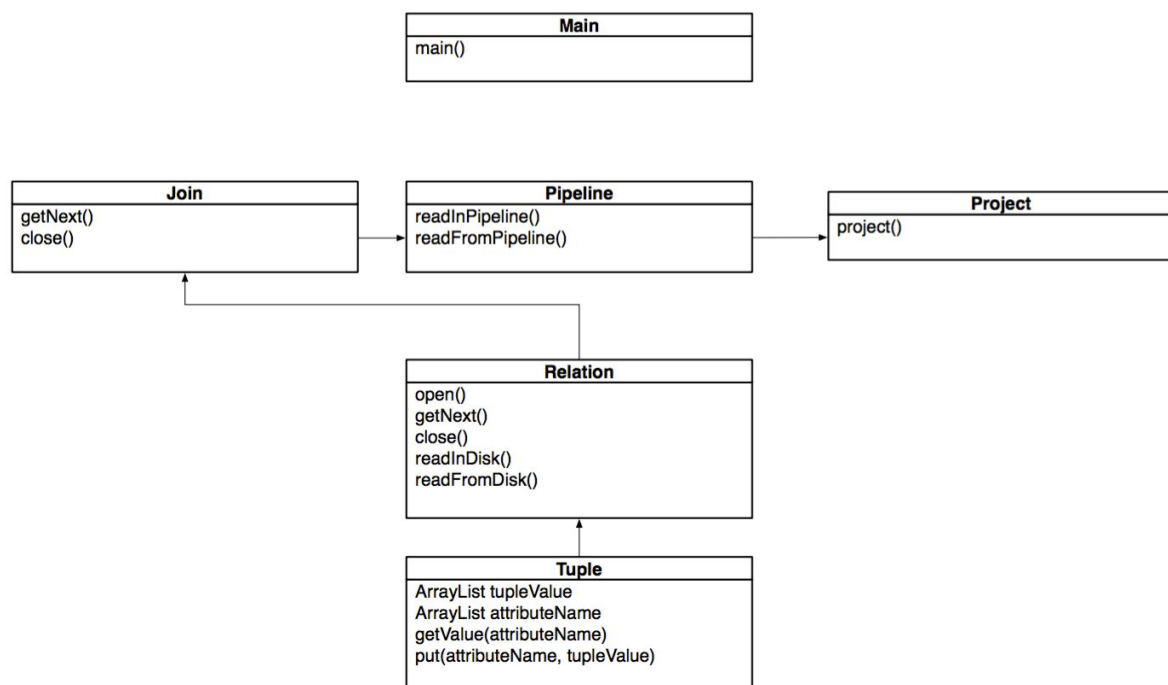 Main
main()
Join
getNext()
close()
Pipeline
readInPipeline()
readFromPipeline()
Project
project()
Relation
open()
getNext()
close()
readInDisk()
readFromDisk()
Tuple
ArrayList tupleValue
ArrayList attributeName
getValue(attributeName)
put(attributeName, tupleValue)